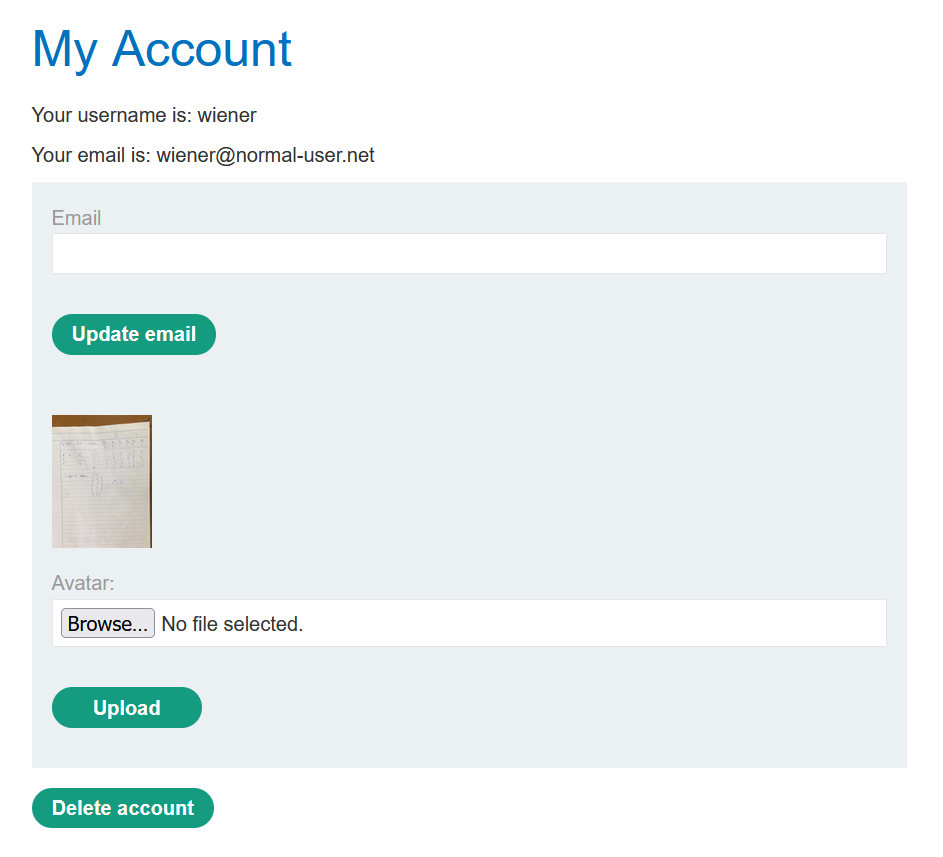 My Account
Your username is: wiener
Your email is: wiener@normal-user.net
Email
Update email
Avatar:
Browse... No file selected.
Upload
Delete account